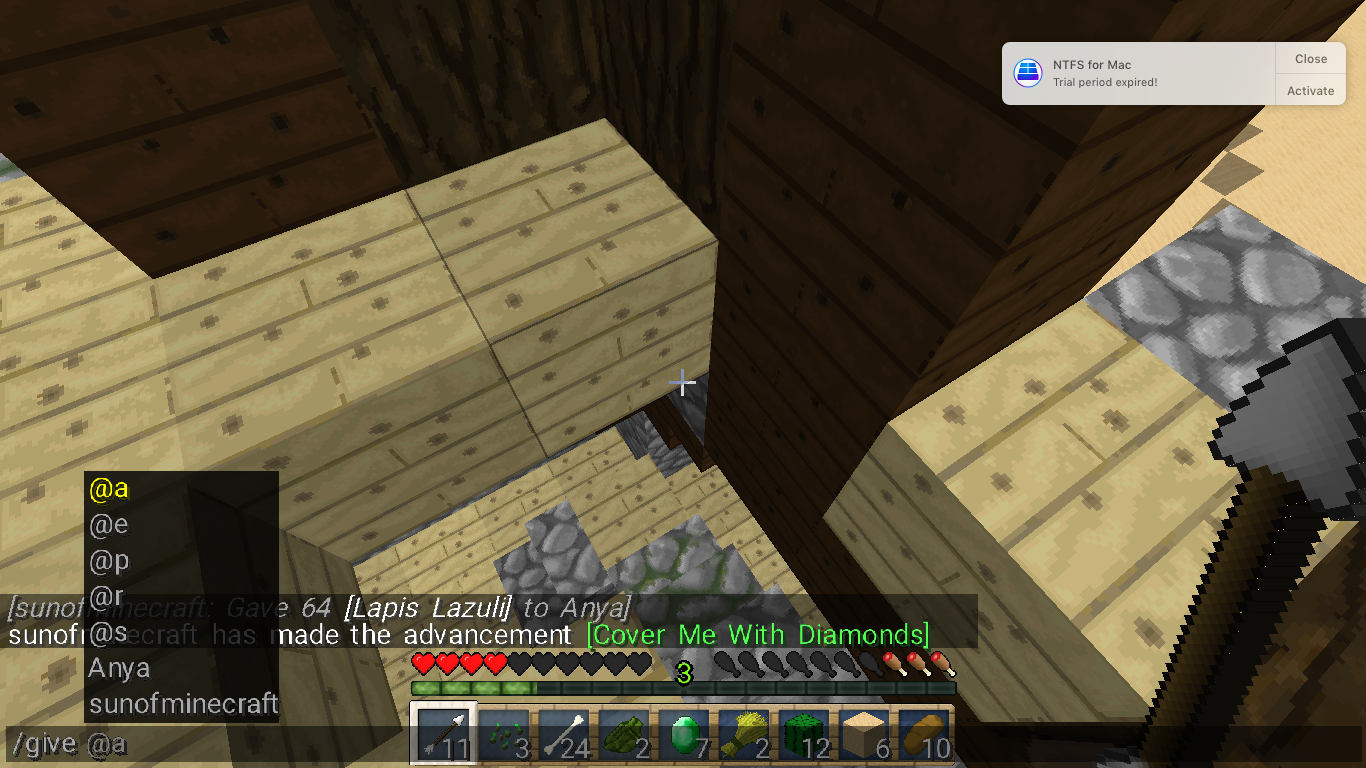 NTFS for Mac
Close
Trial period expired!
Activate
@a
@e
@p
@r
[sunofminecraft: Gave 64 [Lapis Lazuli] to Anya]
@s
sunofminecraft has made the advancement [Cover Me With Diamonds]
Anya
3
sunofminecraft
11
3
24
2
7
2
12
6
10
/give @a